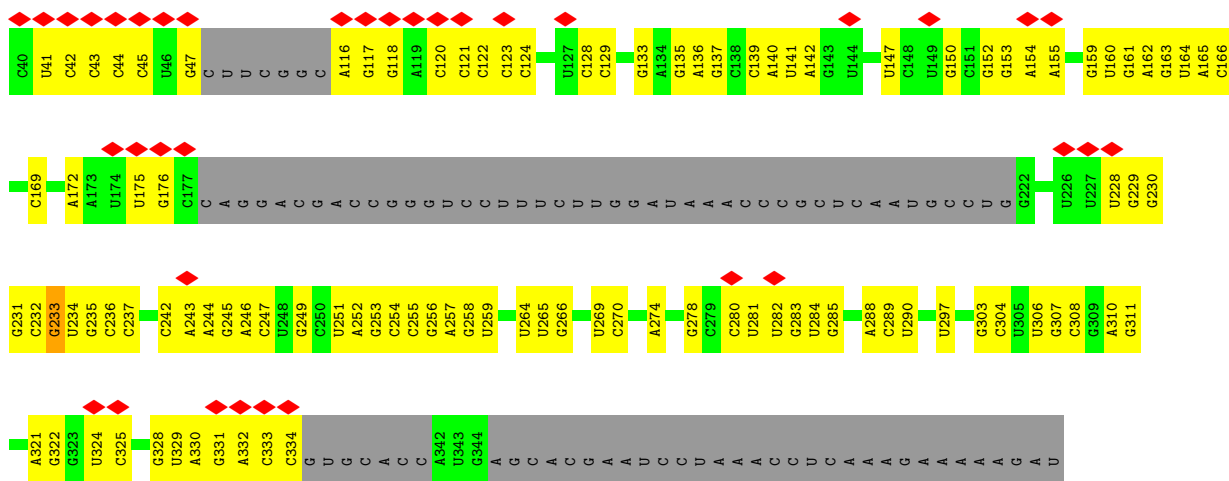 C40 U41 C42 C43 C44 C45 U46 G47 C U U C G G C A116 G117 G118 A119 C120 C121 C122 C123 C124 U127 C128 C129 G133 A134 G135 A136 G137 C138 C139 A140 U141 A142 G143 U144 U147 C148 U149 G150 C151 G152 G153 A154 A155 G159 U160 G161 A162 G163 U164 A165 C166
C169 A172 A173 U174 U175 G176 C177 C A G G A C G A C C G G G U C C U U U C U U G G A U A A A C C C G C U C A A U G C C U G G222 U226 U227 U228 G229 G230
G231 C232 G233 U234 G235 C236 C237 C242 A243 A244 G245 A246 C247 U248 G249 C250 U251 A252 G253 C254 C255 G256 A257 G258 U259 U264 U265 G266 U269 C270 A274 G278 C279 C280 U281 U282 G283 U284 G285 A288 C289 U290 U297 G303 C304 U305 U306 G307 C308 G309 A310 G311
A321 G322 G323 U324 C325 G328 U329 A330 G331 A332 C333 C334 G U G C A C C A342 U343 G344 A G C A C G A A U C C U A A A C C U C A A A G A A A A A G A U